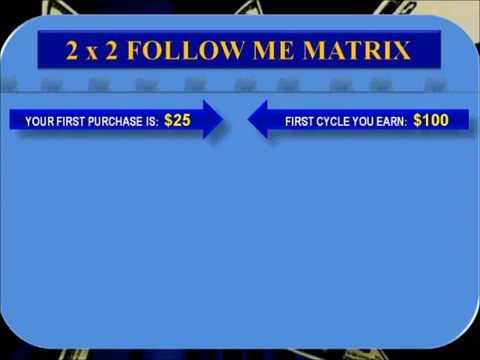 2 x 2 FOLLOW ME MATRIX
YOUR FIRST PURCHASE IS: $25
FIRST CYCLE YOU EARN: $100